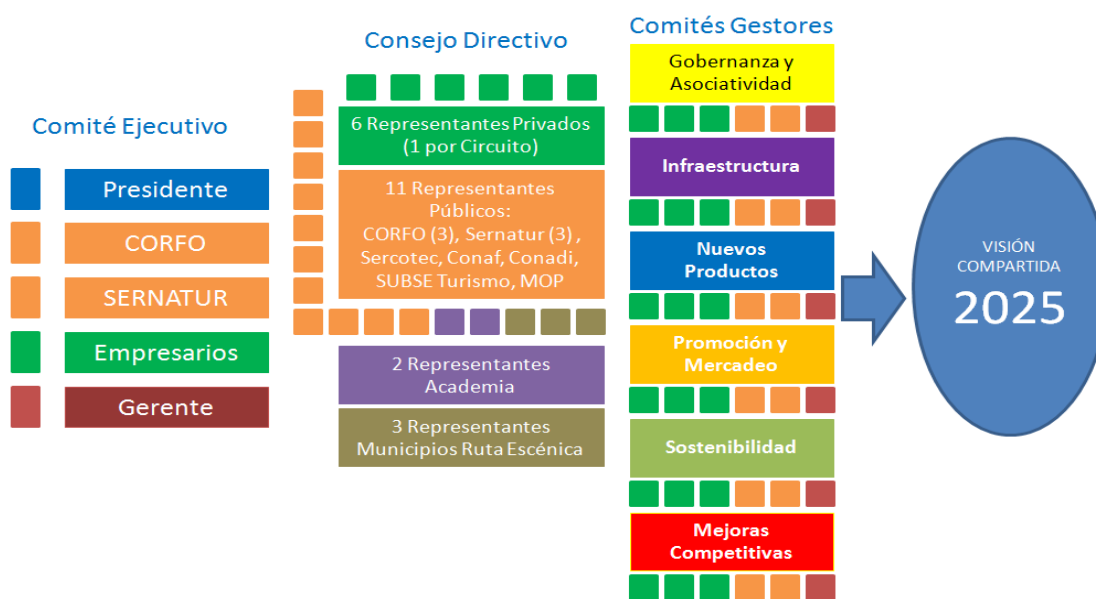 Comité Ejecutivo
Presidente
CORFO
SERNATUR
Empresarios
Gerente
Consejo Directivo
6 Representantes Privados
(1 por Circuito)
11 Representantes
Públicos:
CORFO (3), Sernatur (3) ,
Sercotec, Conaf, Conadi,
SUBSE Turismo, MOP
2 Representantes
Academia
3 Representantes
Municipios Ruta Escénica
Comités Gestores
Gobernanza y
Asociatividad
Infraestructura
Nuevos
Productos
Promoción y
Mercadeo
Sostenibilidad
Mejoras
Competitivas
VISIÓN
COMPARTIDA
2025